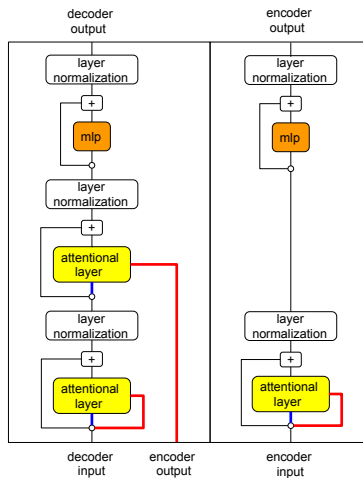 decoder
output
encoder
output
layer
normalization
+
mlp
layer
normalization
+
attentional
layer
layer
normalization
+
attentional
layer
layer
normalization
+
mlp
layer
normalization
+
attentional
layer
decoder
input
encoder
output
encoder
input